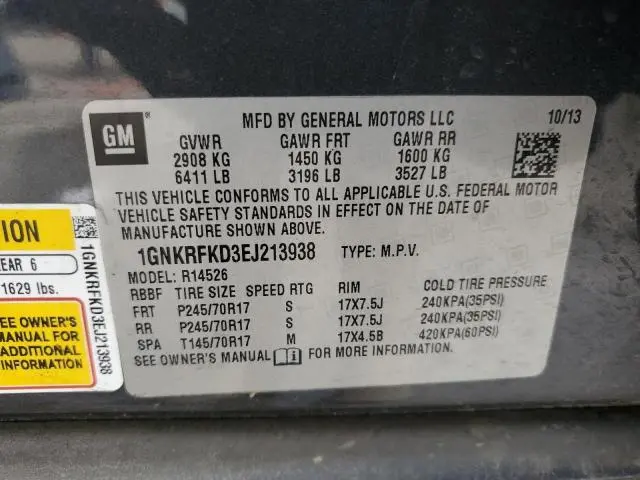 MFD BY GENERAL MOTORS LLC 10/13
GM
GVWR GAWR FRT GAWR RR
2908 KG 1450 KG 1600 KG
6411 LB 3196 LB 3527 LB
THIS VEHICLE CONFORMS TO ALL APPLICABLE U.S. FEDERAL MOTOR
VEHICLE SAFETY STANDARDS IN EFFECT ON THE DATE OF
MANUFACTURE SHOWN ABOVE.
1GNKRFKD3EJ213938 TYPE: M.P.V.
MODEL: R14526
RBBF TIRE SIZE SPEED RTG RIM COLD TIRE PRESSURE
FRT P245/70R17 S 17X7.5J 240KPA(35PSI)
RR P245/70R17 S 17X7.5J 240KPA(35PSI)
SPA T145/70R17 M 17X4.5B 420KPA(60PSI)
SEE OWNER'S MANUAL FOR MORE INFORMATION.
ION
EAR 6
1629 lbs.
EE OWNER'S
MANUAL FOR
ADDITIONAL
1GNKRFKD3EJ213938